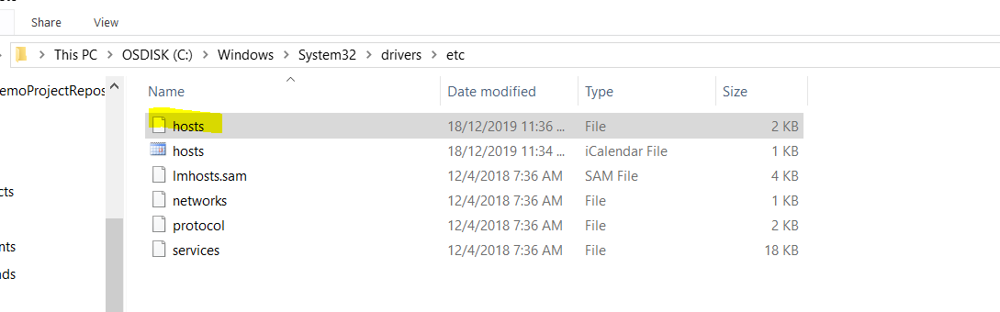 Share View
This PC > OSDISK (C:) > Windows > System32 > drivers > etc
emoProjectRepos
Name Date modified Type Size
hosts 18/12/2019 11:36 ... File 2 KB
hosts 18/12/2019 11:34 ... iCalendar File 1 KB
lmhosts.sam 12/4/2018 7:36 AM SAM File 4 KB
cts
networks 12/4/2018 7:36 AM File 1 KB
protocol 12/4/2018 7:36 AM File 2 KB
nts
services 12/4/2018 7:36 AM File 18 KB
ds